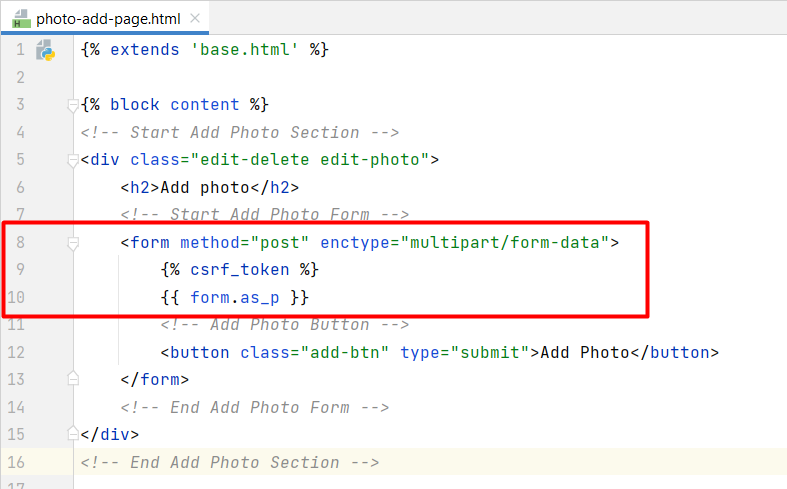 photo-add-page.html
1 {% extends 'base.html' %}
2
3 {% block content %}
4 <!-- Start Add Photo Section -->
5 <div class="edit-delete edit-photo">
6 <h2>Add photo</h2>
7 <!-- Start Add Photo Form -->
8 <form method="post" enctype="multipart/form-data">
9 {% csrf_token %}
10 {{ form.as_p }}
11 <!-- Add Photo Button -->
12 <button class="add-btn" type="submit">Add Photo</button>
13 </form>
14 <!-- End Add Photo Form -->
15 </div>
16 <!-- End Add Photo Section -->
17